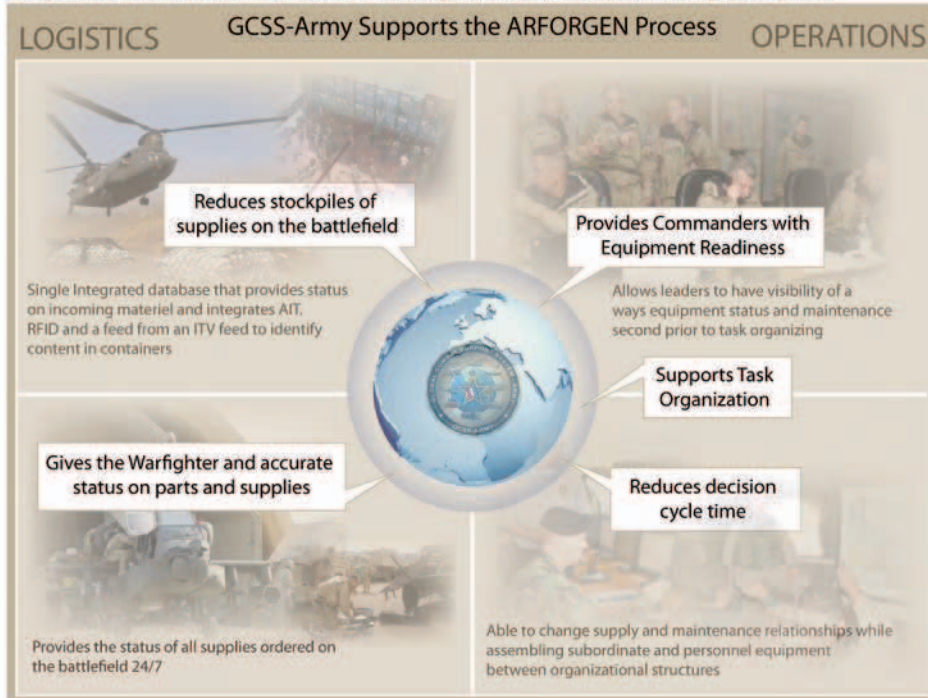 LOGISTICS
GCSS-Army Supports the ARFORGEN Process
OPERATIONS
Reduces stockpiles of
supplies on the battlefield
Single Integrated database that provides status
on incoming materiel and integrates AIT.
RFID and a feed from an ITV feed to identify
content in containers
Provides Commanders with
Equipment Readiness
Allows leaders to have visibility of a
ways equipment status and maintenance
second prior to task organizing
Supports Task
Organization
Gives the Warfighter and accurate
status on parts and supplies
Provides the status of all supplies ordered on
the battlefield 24/7
Reduces decision
cycle time
Able to change supply and maintenance relationships while
assembling subordinate and personnel equipment
between organizational structures